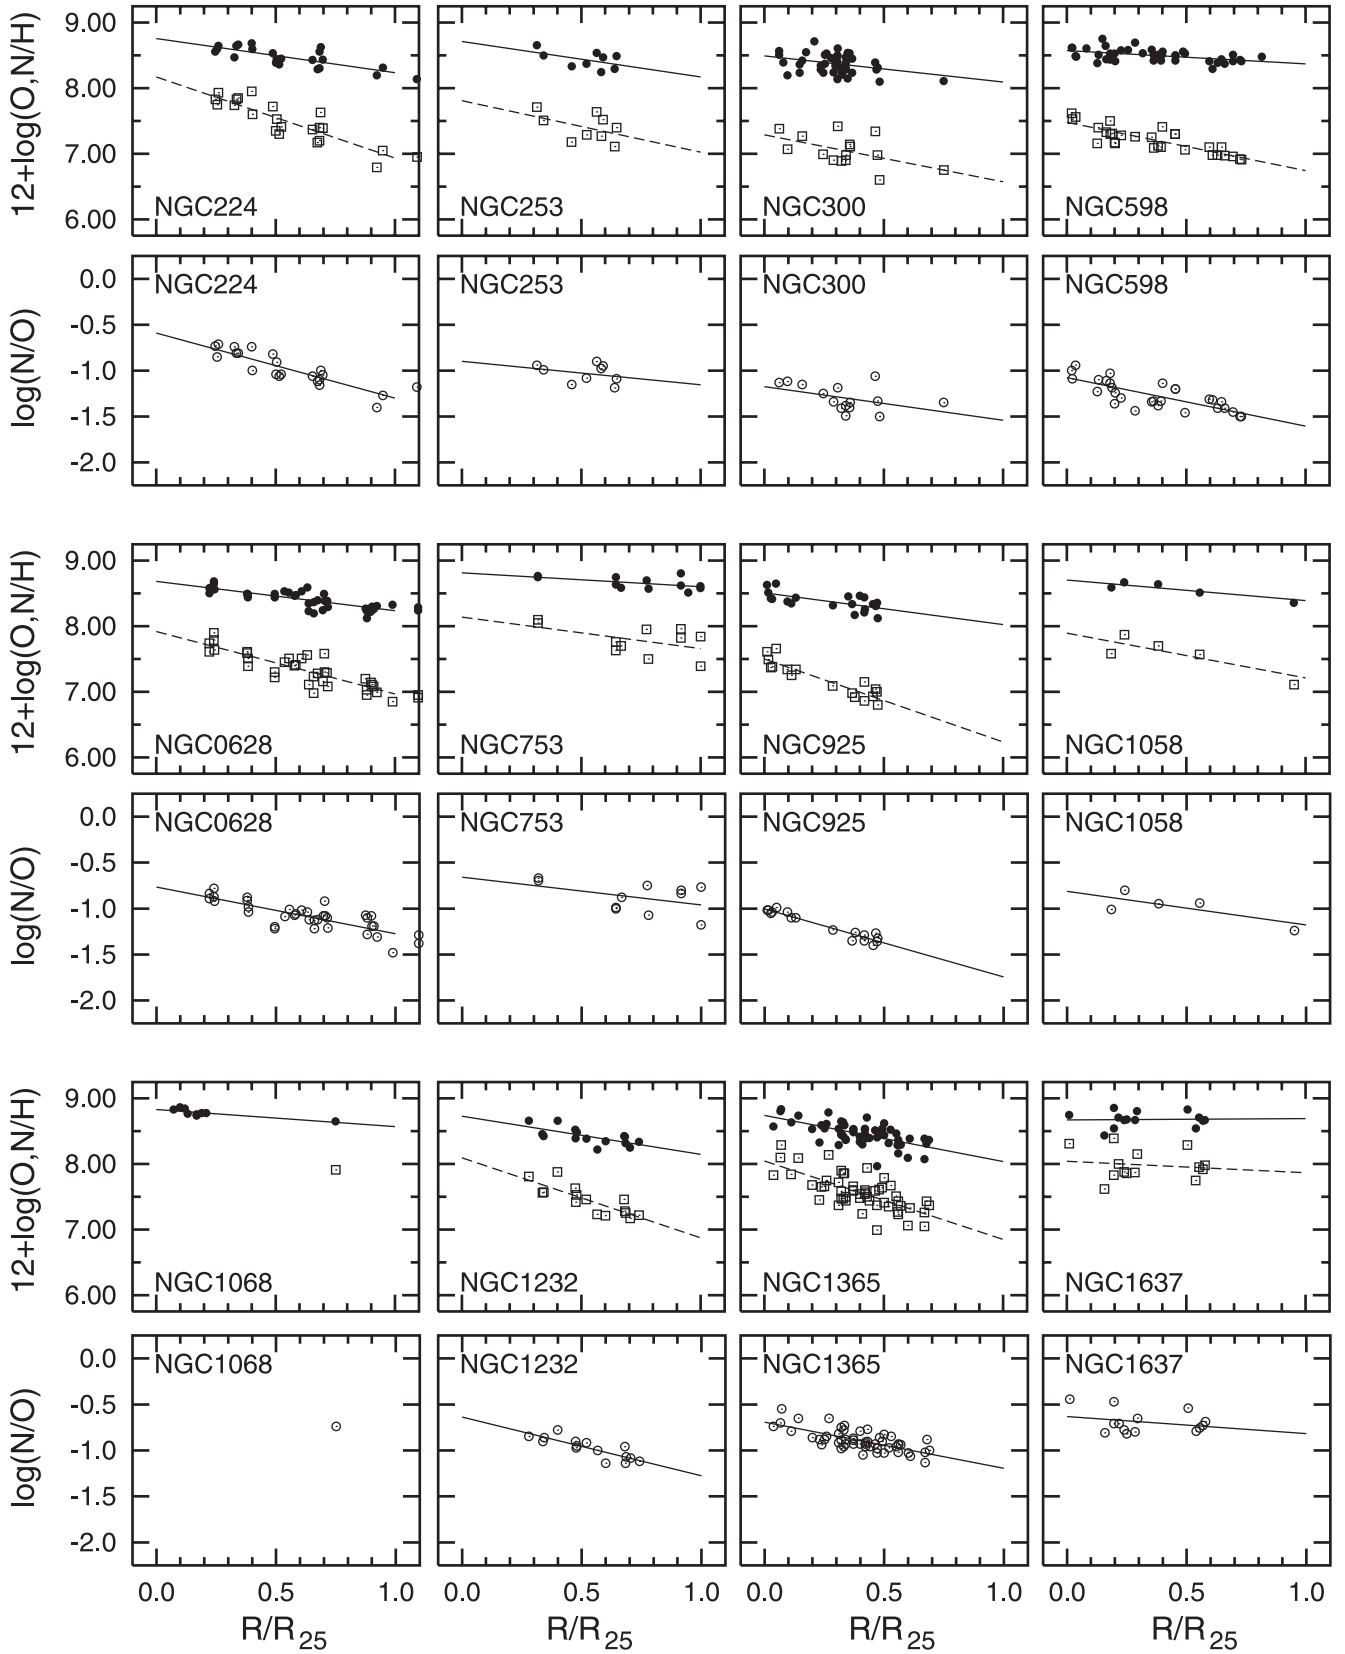 12+log(O,N/H)
9.00
8.00
7.00
6.00
NGC224
NGC253
NGC300
NGC598
log(N/O)
0.0
-0.5
-1.0
-1.5
-2.0
NGC224
NGC253
NGC300
NGC598
12+log(O,N/H)
9.00
8.00
7.00
6.00
NGC0628
NGC753
NGC925
NGC1058
log(N/O)
0.0
-0.5
-1.0
-1.5
-2.0
NGC0628
NGC753
NGC925
NGC1058
12+log(O,N/H)
9.00
8.00
7.00
6.00
NGC1068
NGC1232
NGC1365
NGC1637
log(N/O)
0.0
-0.5
-1.0
-1.5
-2.0
NGC1068
NGC1232
NGC1365
NGC1637
0.0 0.5 1.0
0.0 0.5 1.0
0.0 0.5 1.0
0.0 0.5 1.0
R/R25
R/R25
R/R25
R/R25